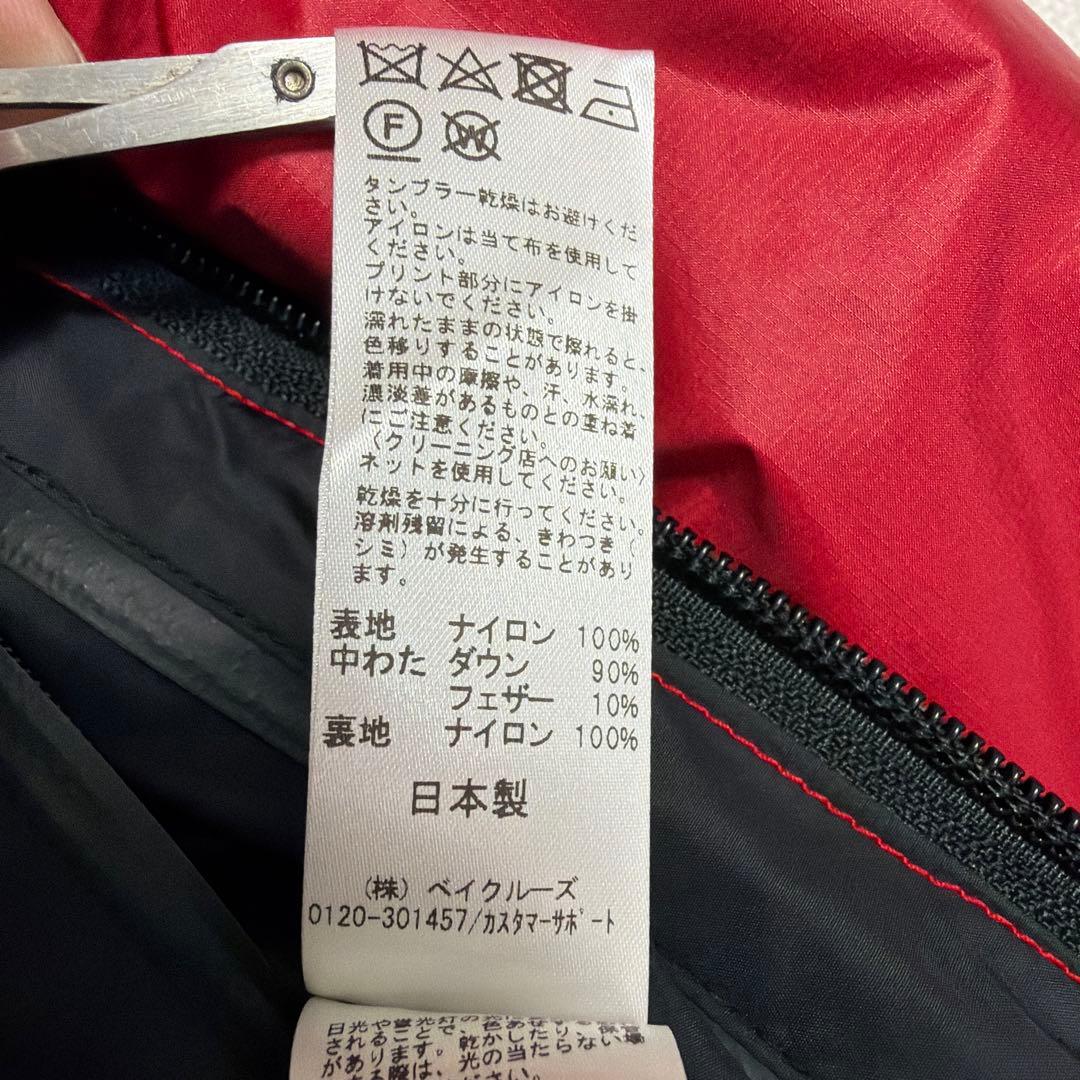 F
W
タンブラー乾燥はお避けくだ
さい。
アイロンは当て布を使用して
ください。
プリント部分にアイロンを掛
けないでください。
濡れたままの状態で擦れると、
色移りすることがあります。
着用中の摩擦や、汗、水濡れ、
濃淡差があるものとの重ね着
にご注意ください。
〈クリーニング店へのお願い〉
ネットを使用してください。
乾燥を十分に行ってください。
溶剤残留による、きわつき（
シミ）が発生することがあり
ます。
表地 ナイロン 100%
中わた ダウン 90%
フェザー 10%
裏地 ナイロン 100%
日本製
（株）ベイクルーズ
0120-301457/カスタマーサポート